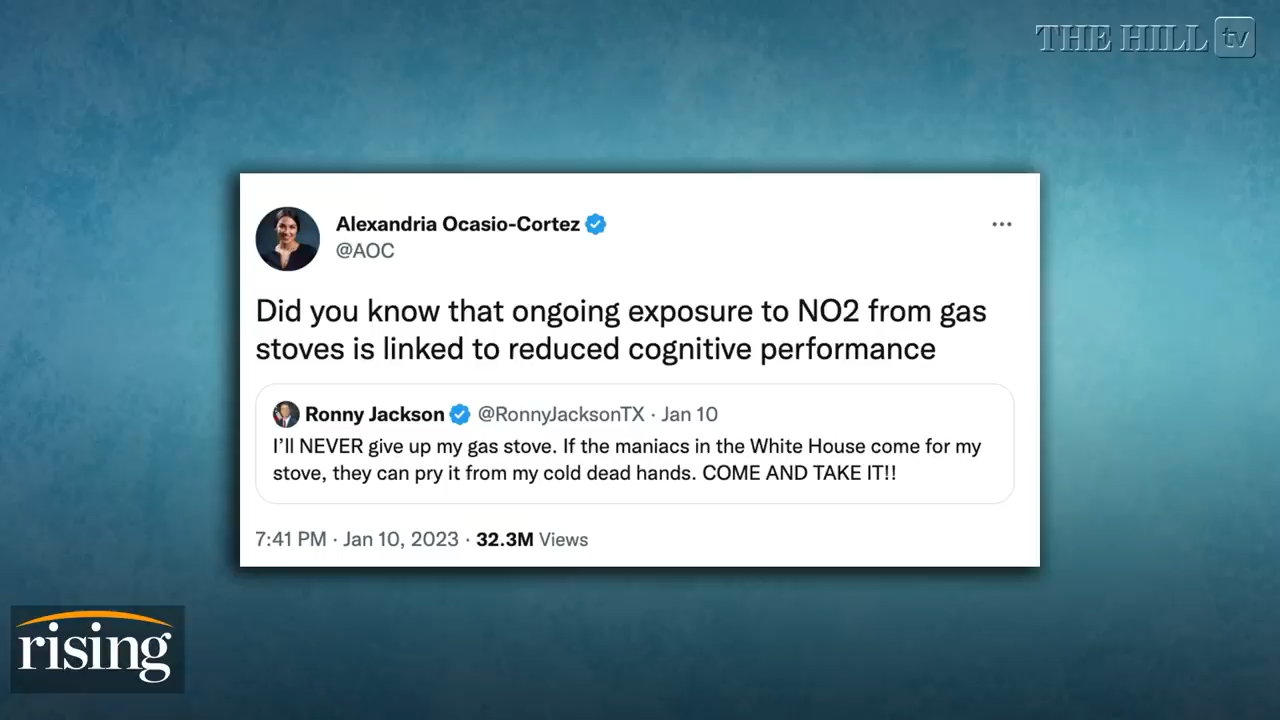 THE HILL tv
Alexandria Ocasio-Cortez
@AOC
Did you know that ongoing exposure to NO2 from gas
stoves is linked to reduced cognitive performance
Ronny Jackson @RonnyJacksonTX · Jan 10
I’ll NEVER give up my gas stove. If the maniacs in the White House come for my
stove, they can pry it from my cold dead hands. COME AND TAKE IT!!
7:41 PM · Jan 10, 2023 · 32.3M Views
rising